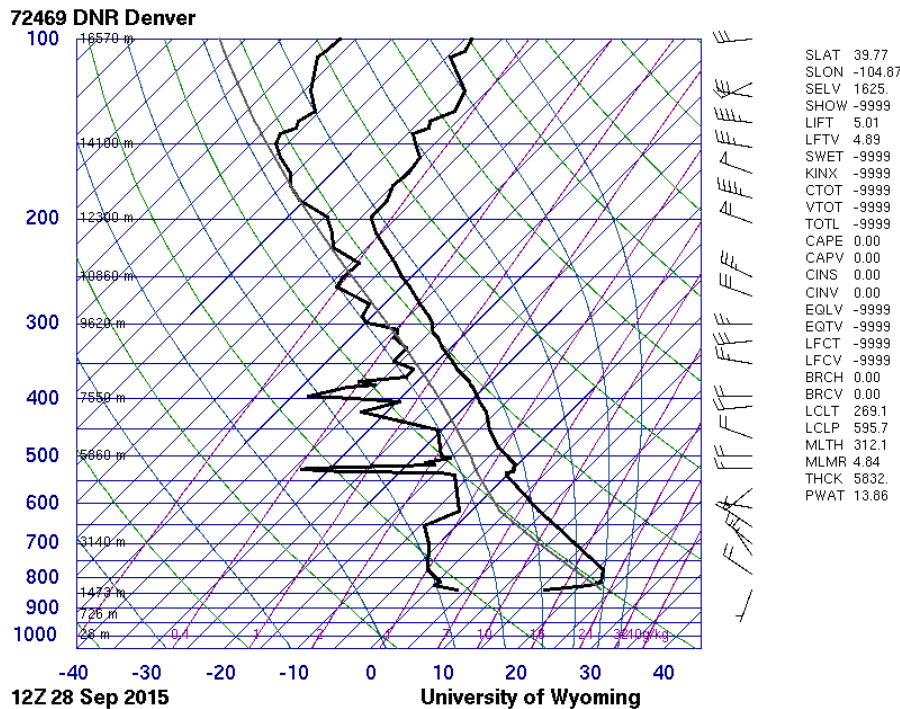 72469 DNR Denver
100
16570 m
14180 m
200
12300 m
10860 m
300
9620 m
400
7550 m
500
5860 m
600
700
3140 m
800
1473 m
900
726 m
1000
28 m
0.4
1
2
4
7
10
16
24
32
40g/kg
-40 -30 -20 -10 0 10 20 30 40
12Z 28 Sep 2015
University of Wyoming
SLAT 39.77
SLON -104.87
SELV 1625.
SHOW -9999
LIFT 5.01
LFTV 4.89
SWET -9999
KINX -9999
CTOT -9999
VTOT -9999
TOTL -9999
CAPE 0.00
CAPV 0.00
CINS 0.00
CINV 0.00
EQLV -9999
EQTV -9999
LFCT -9999
LFCV -9999
BRCH 0.00
BRCV 0.00
LCLT 269.1
LCLP 595.7
MLTH 312.1
MLMR 4.84
THCK 5832.
PWAT 13.86